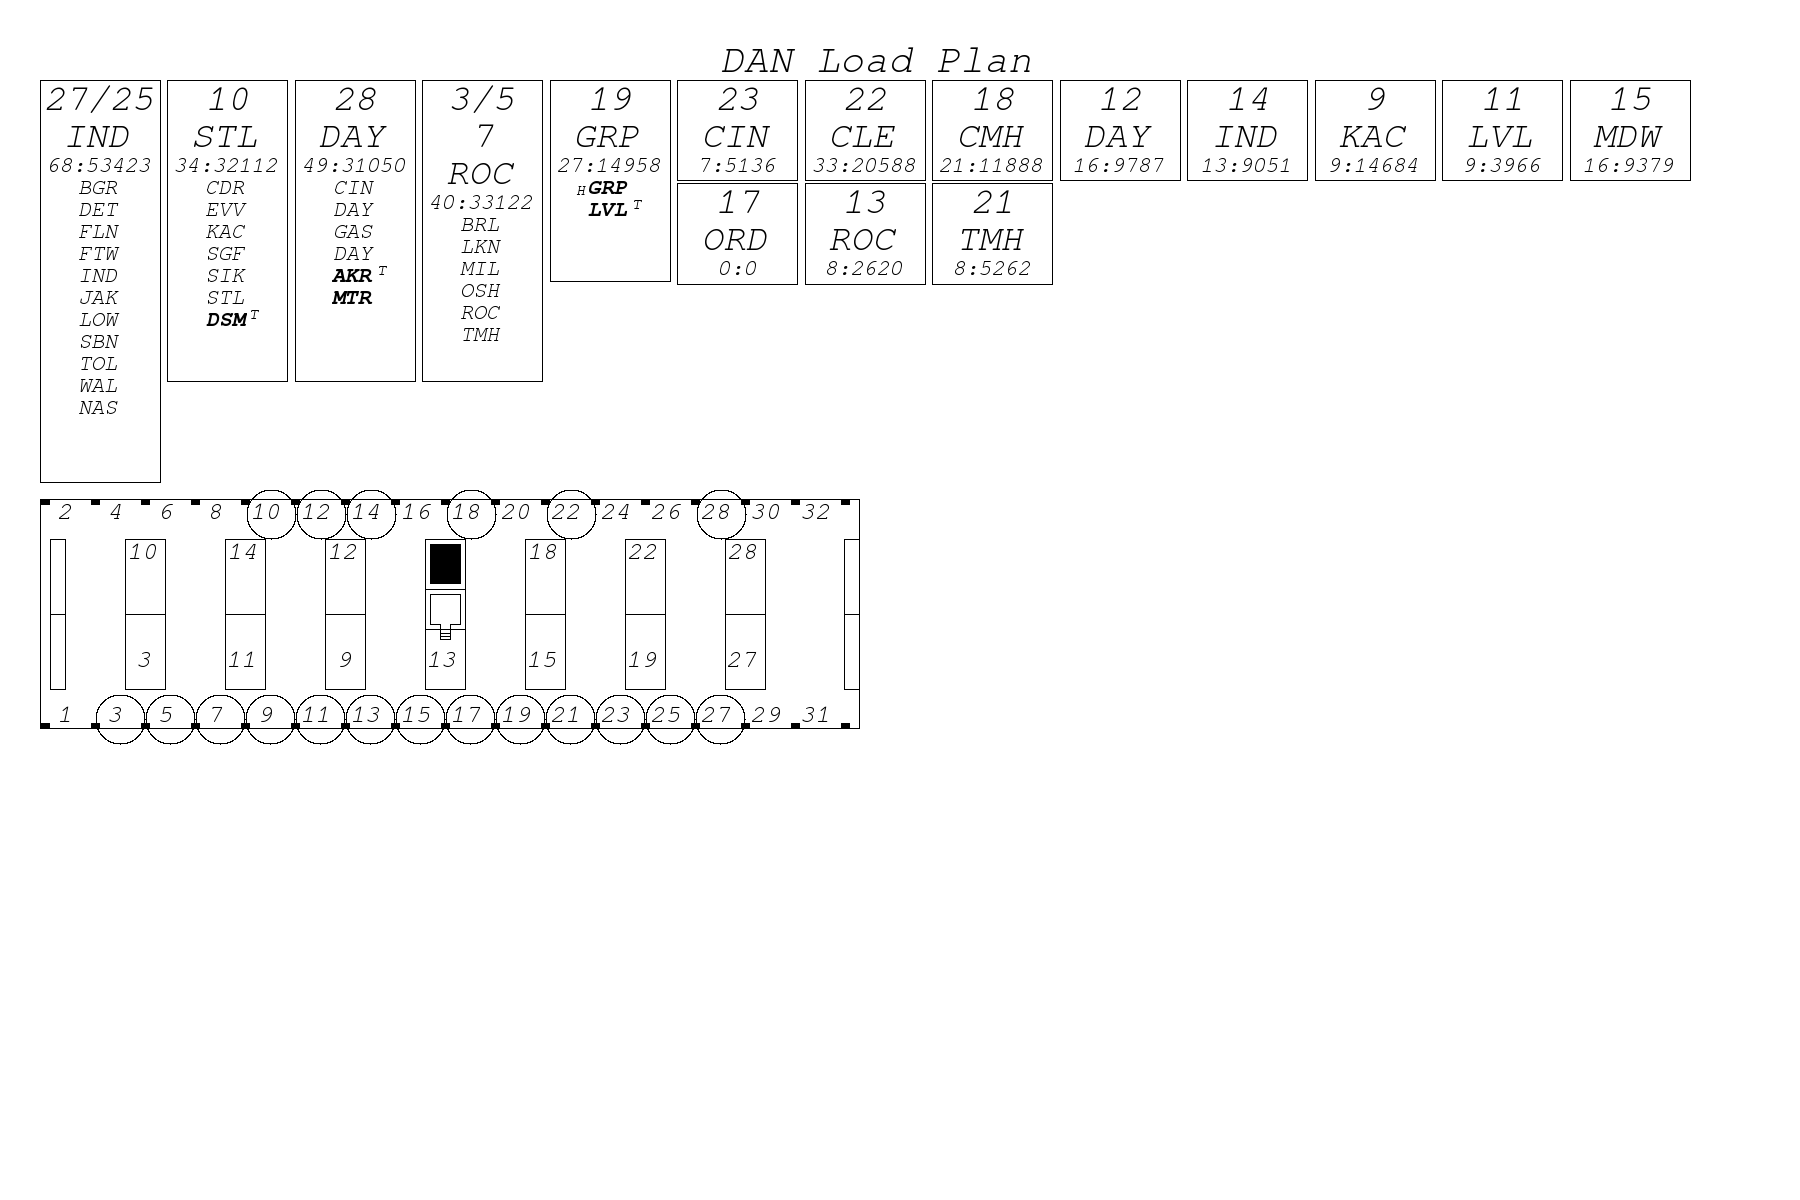 DAN Load Plan
27/25
IND
68:53423
BGR
DET
FLN
FTW
IND
JAK
LOW
SBN
TOL
WAL
NAS
10
STL
34:32112
CDR
EVV
KAC
SGF
SIK
STL
DSM T
28
DAY
49:31050
CIN
DAY
GAS
DAY
AKR T
MTR
3/5
7
ROC
40:33122
BRL
LKN
MIL
OSH
ROC
TMH
19
GRP
27:14958
H GRP
LVL T
23
CIN
7:5136
22
CLE
33:20588
18
CMH
21:11888
12
DAY
16:9787
14
IND
13:9051
9
KAC
9:14684
11
LVL
9:3966
15
MDW
16:9379
17
ORD
0:0
13
ROC
8:2620
21
TMH
8:5262
2 4 6 8 10 12 14 16 18 20 22 24 26 28 30 32
10 14 12 18 22 28
3 11 9 13 15 19 27
1 3 5 7 9 11 13 15 17 19 21 23 25 27 29 31